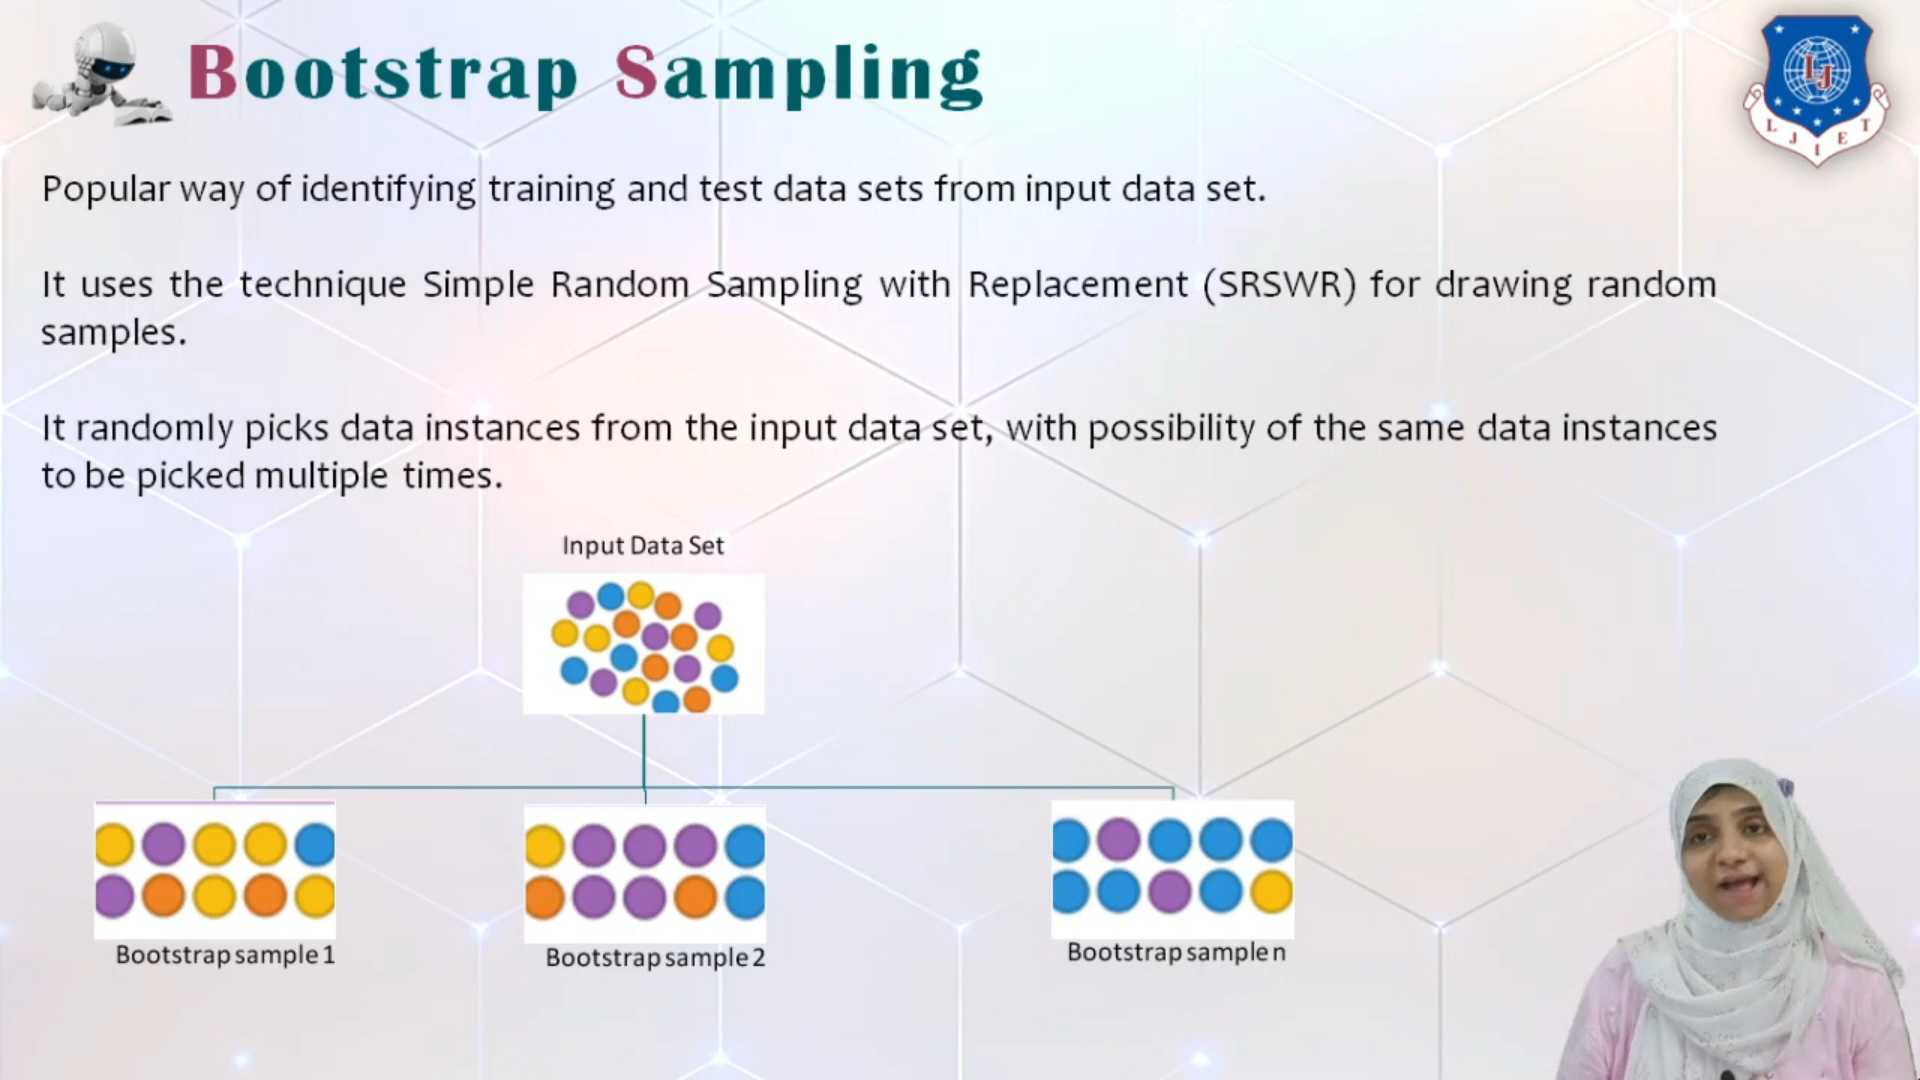 Bootstrap Sampling
LJ
L J I E T
Popular way of identifying training and test data sets from input data set.
It uses the technique Simple Random Sampling with Replacement (SRSWR) for drawing random
samples.
It randomly picks data instances from the input data set, with possibility of the same data instances
to be picked multiple times.
Input Data Set
Bootstrap sample 1
Bootstrap sample 2
Bootstrap sample n